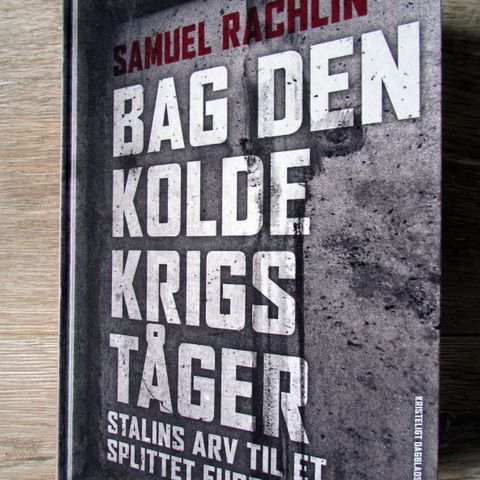 SAMUEL RACHLIN
BAG DEN
KOLDE
KRIGS
TÅGER
STALINS ARV TIL ET
SPLITTET
KRISTELIGT DAGBLADS